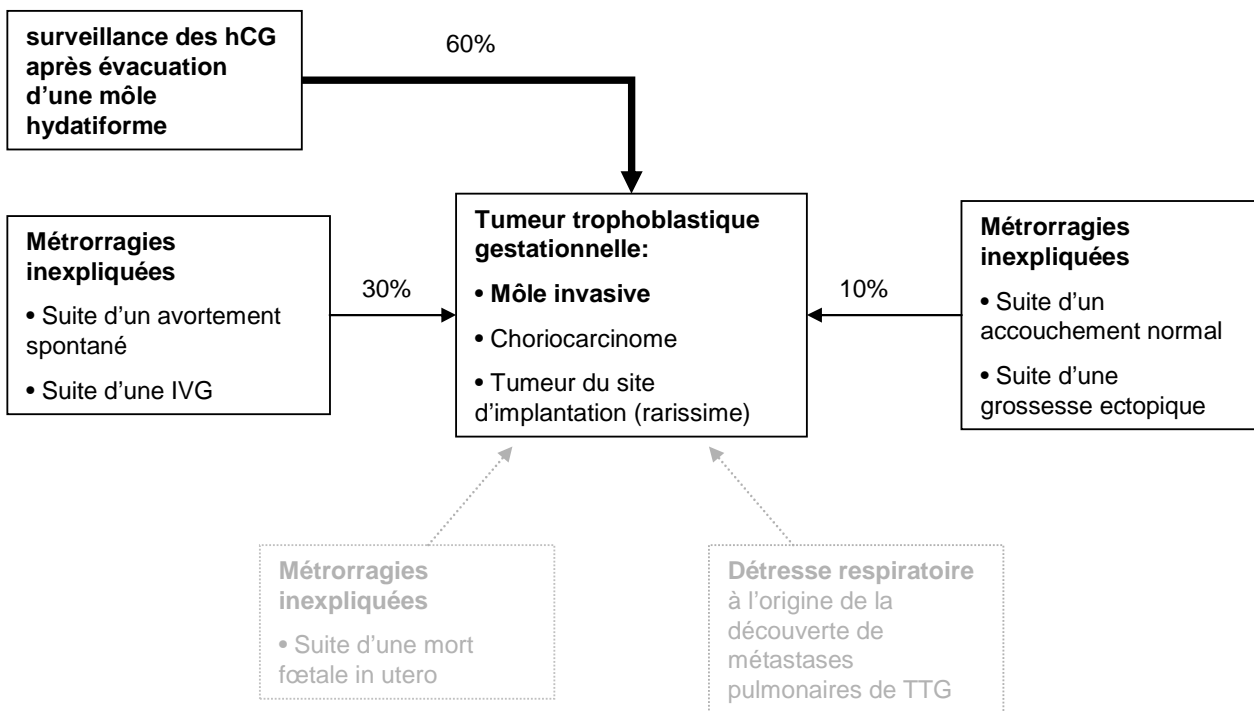 surveillance des hCG
après évacuation
d'une môle
hydatiforme
60%
Métrorragies
inexpliquées
• Suite d'un avortement
spontané
• Suite d'une IVG
30%
Tumeur trophoblastique
gestationnelle:
• Môle invasive
• Choriocarcinome
• Tumeur du site
d'implantation (rarissime)
10%
Métrorragies
inexpliquées
• Suite d'un
accouchement normal
• Suite d'une
grossesse ectopique
Métrorragies
inexpliquées
• Suite d'une mort
fœtale in utero
Détresse respiratoire
à l'origine de la
découverte de
métastases
pulmonaires de TTG